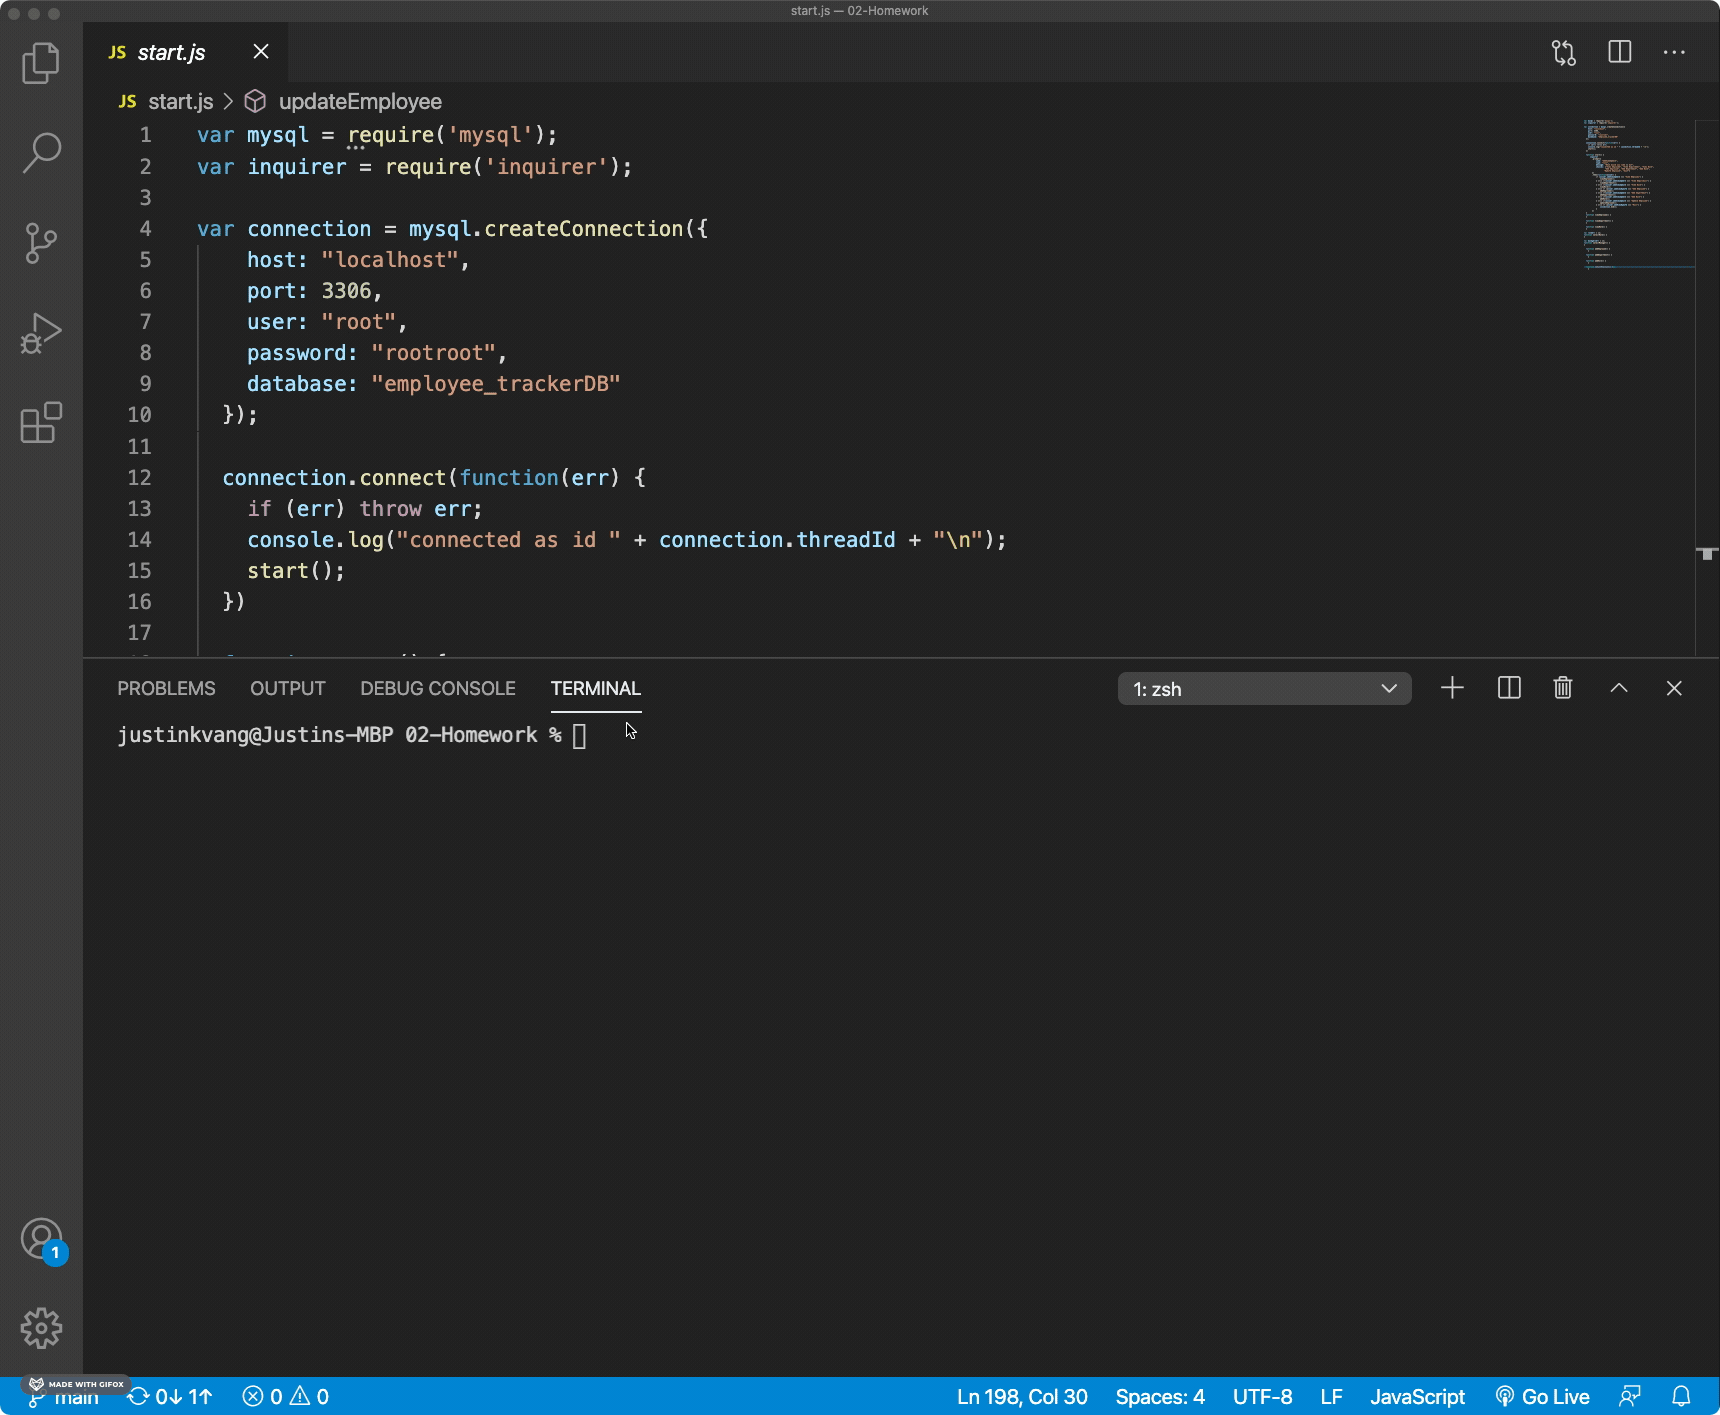 start.js — 02-Homework
JS start.js
JS start.js > updateEmployee
1 var mysql = require('mysql');
2 var inquirer = require('inquirer');
3
4 var connection = mysql.createConnection({
5 host: "localhost",
6 port: 3306,
7 user: "root",
8 password: "rootroot",
9 database: "employee_trackerDB"
10 });
11
12 connection.connect(function(err) {
13 if (err) throw err;
14 console.log("connected as id " + connection.threadId + "\n");
15 start();
16 })
17
PROBLEMS OUTPUT DEBUG CONSOLE TERMINAL 1: zsh
justinkvang@Justins-MBP 02-Homework %
1
MADE WITH GIFOX
main 0↓ 1↑ 0 0 Ln 198, Col 30 Spaces: 4 UTF-8 LF JavaScript Go Live